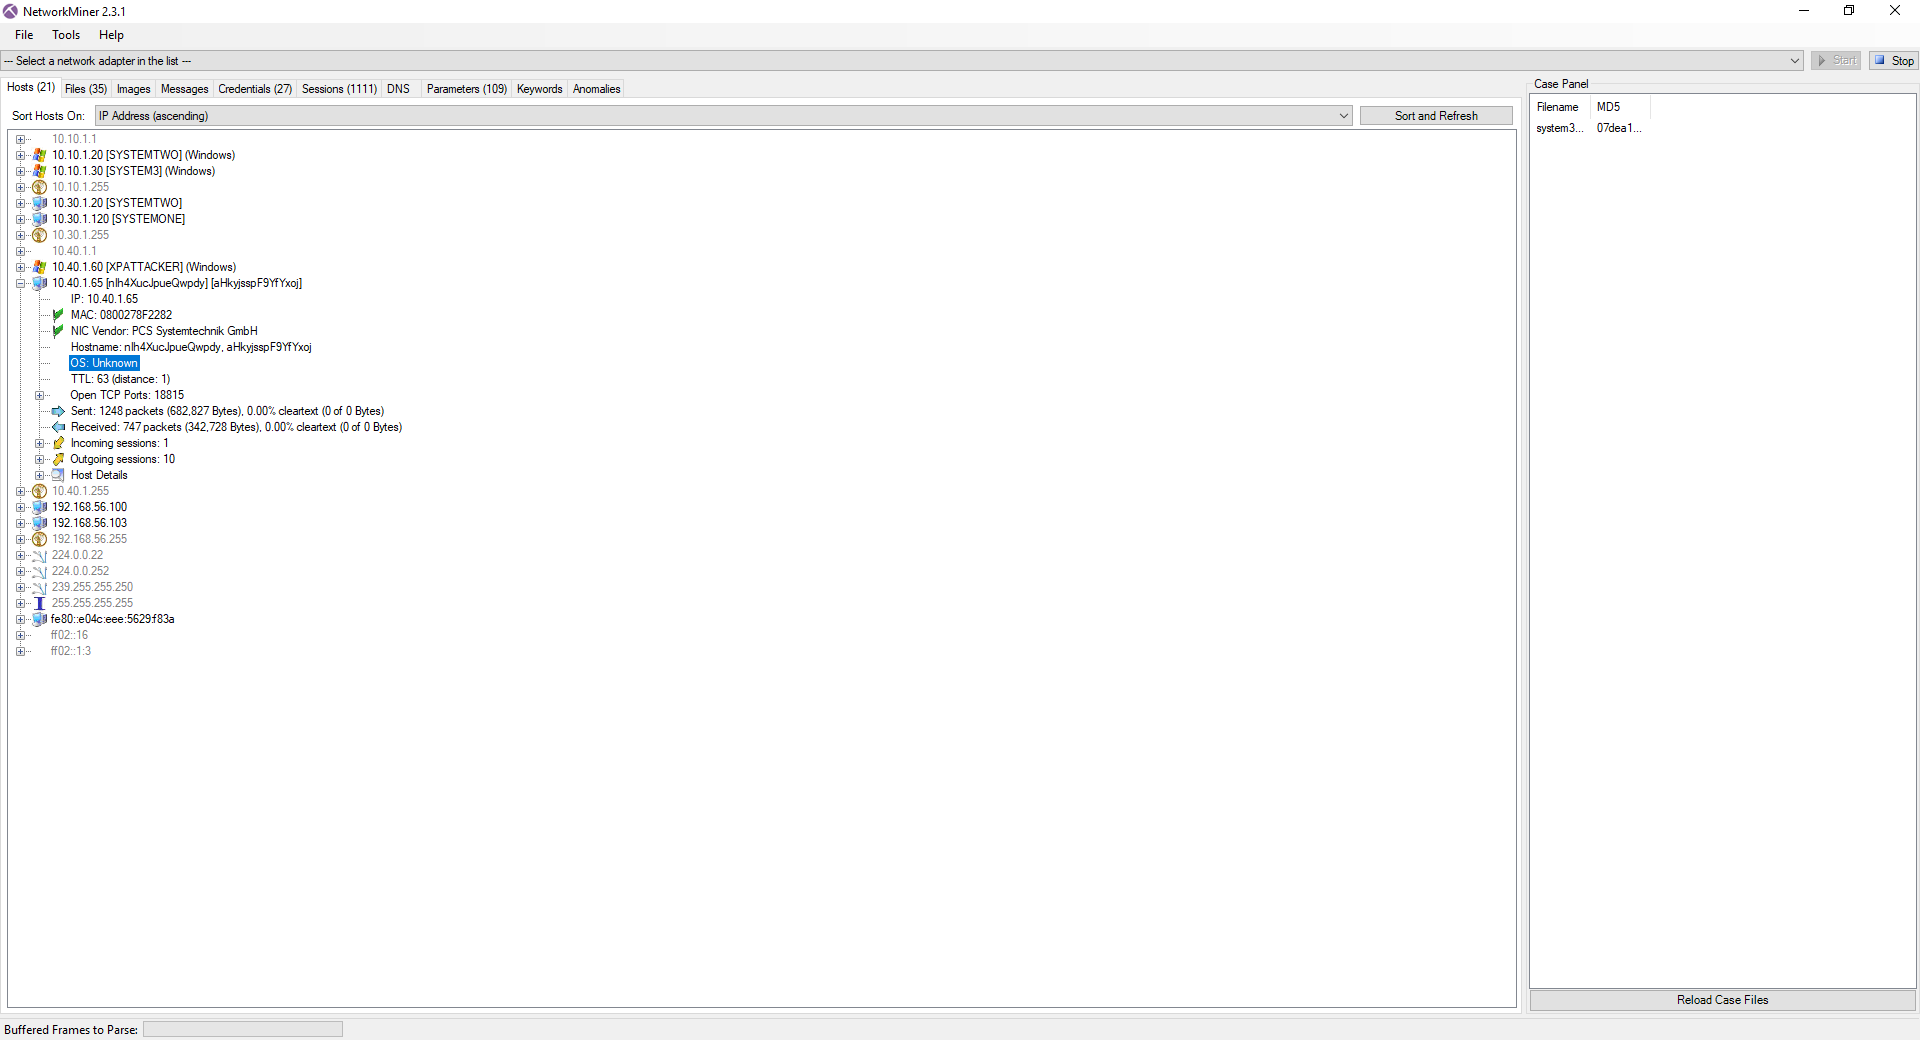 NetworkMiner 2.3.1
File Tools Help
--- Select a network adapter in the list ---
Start Stop
Hosts (21) Files (35) Images Messages Credentials (27) Sessions (1111) DNS Parameters (109) Keywords Anomalies
Sort Hosts On: IP Address (ascending) Sort and Refresh
10.10.1.1
10.10.1.20 [SYSTEMTWO] (Windows)
10.10.1.30 [SYSTEM3] (Windows)
10.10.1.255
10.30.1.20 [SYSTEMTWO]
10.30.1.120 [SYSTEMONE]
10.30.1.255
10.40.1.1
10.40.1.60 [XPATTACKER] (Windows)
10.40.1.65 [nIh4XucJpueQwpdy] [aHkyjsspF9YfYxoj]
IP: 10.40.1.65
MAC: 0800278F2282
NIC Vendor: PCS Systemtechnik GmbH
Hostname: nIh4XucJpueQwpdy, aHkyjsspF9YfYxoj
OS: Unknown
TTL: 63 (distance: 1)
Open TCP Ports: 18815
Sent: 1248 packets (682,827 Bytes), 0.00% cleartext (0 of 0 Bytes)
Received: 747 packets (342,728 Bytes), 0.00% cleartext (0 of 0 Bytes)
Incoming sessions: 1
Outgoing sessions: 10
Host Details
10.40.1.255
192.168.56.100
192.168.56.103
192.168.56.255
224.0.0.22
224.0.0.252
239.255.255.250
255.255.255.255
fe80::e04c:eee:5629:f83a
ff02::16
ff02::1:3
Case Panel
Filename MD5
system3... 07dea1...
Reload Case Files
Buffered Frames to Parse: